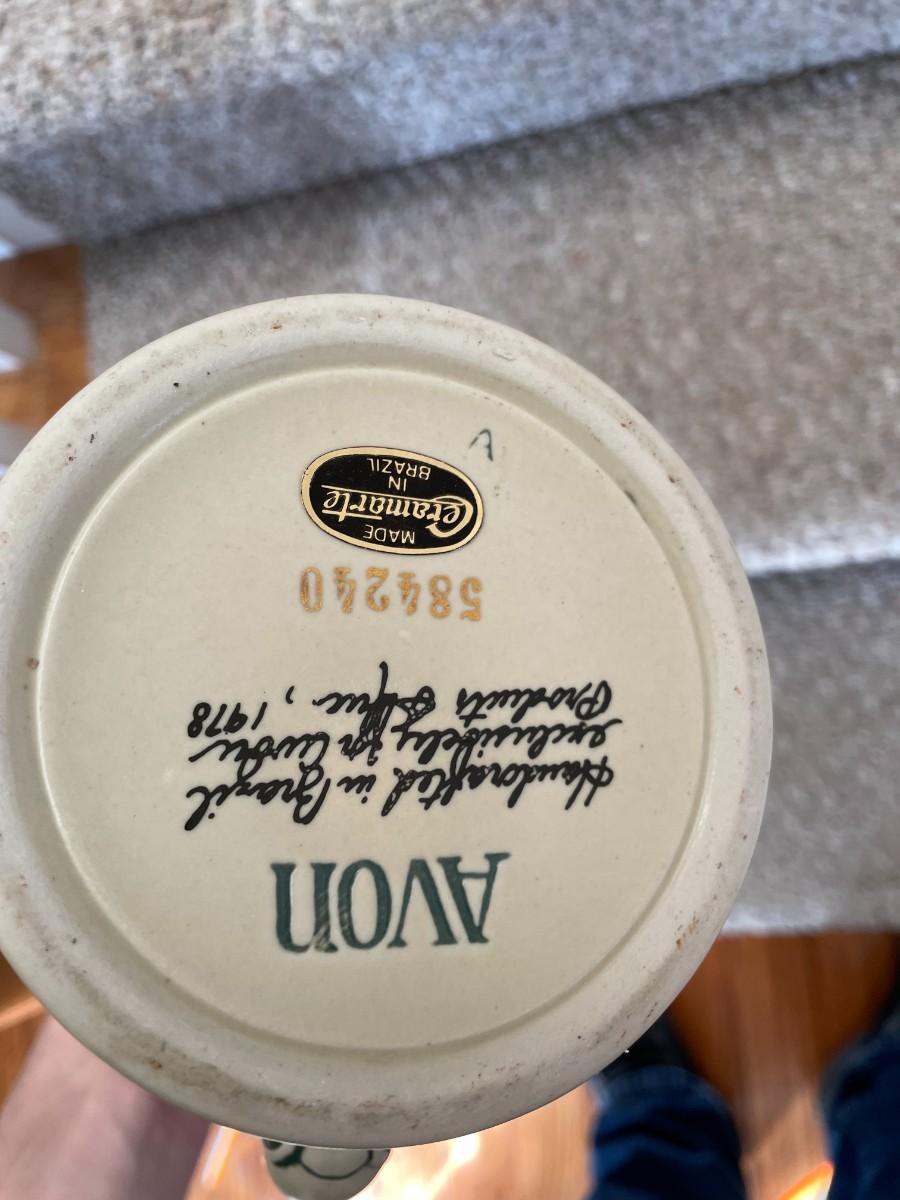 AVON
Handcrafted in Brazil
exclusively for Avon
Products Inc., 1978
584240
MADE
Ceramarte
IN
BRAZIL
A